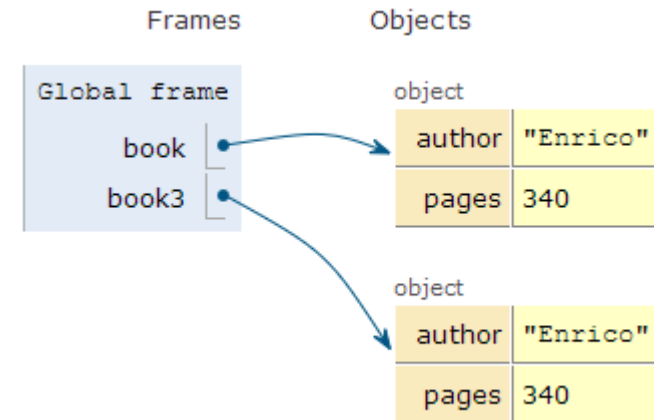 Frames Objects
Global frame
book
book3
object
author "Enrico"
pages 340
object
author "Enrico"
pages 340